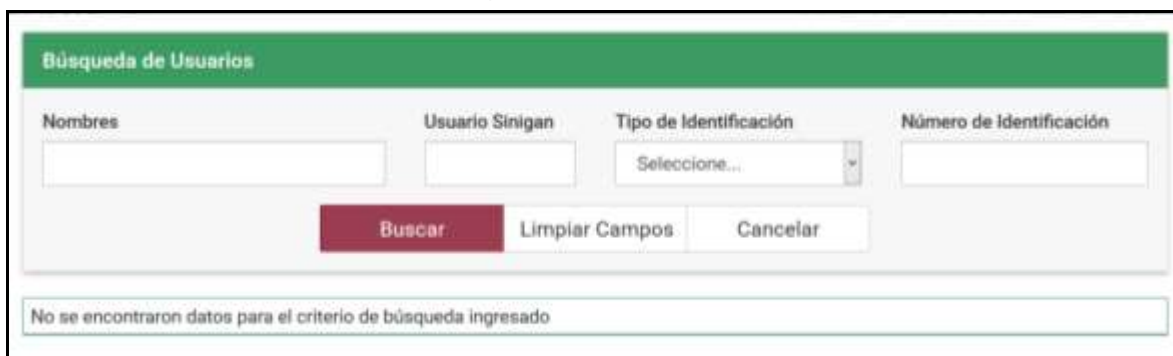 Búsqueda de Usuarios
Nombres Usuario Sinigan Tipo de Identificación Número de Identificación
Seleccione...
Buscar Limpiar Campos Cancelar
No se encontraron datos para el criterio de búsqueda ingresado